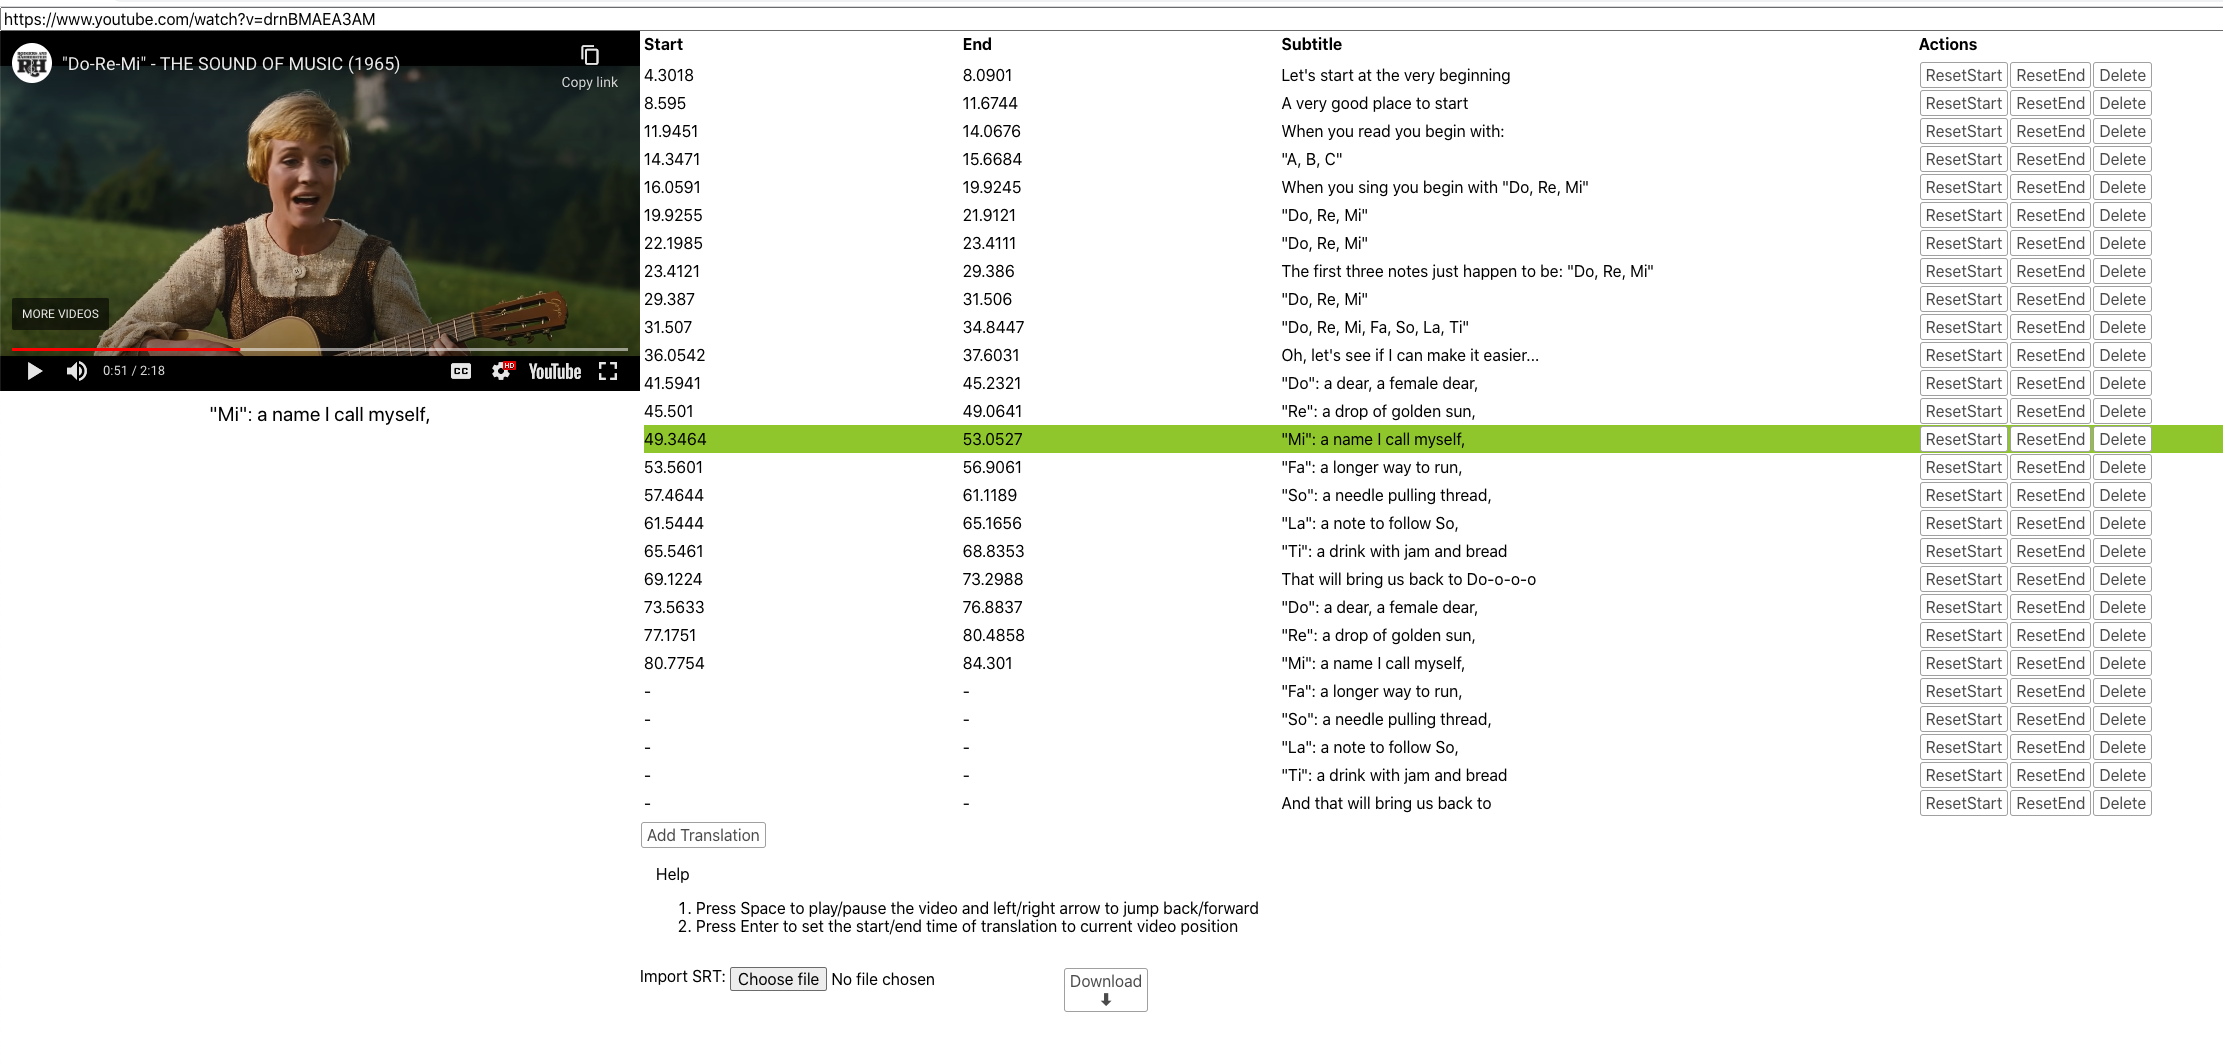 https://www.youtube.com/watch?v=drnBMAEA3AM
RH
"Do-Re-Mi" - THE SOUND OF MUSIC (1965)
Copy link
MORE VIDEOS
0:51 / 2:18
CC
HD
YouTube
"Mi": a name I call myself,
Start End Subtitle Actions
4.3018 8.0901 Let's start at the very beginning ResetStart ResetEnd Delete
8.595 11.6744 A very good place to start ResetStart ResetEnd Delete
11.9451 14.0676 When you read you begin with: ResetStart ResetEnd Delete
14.3471 15.6684 "A, B, C" ResetStart ResetEnd Delete
16.0591 19.9245 When you sing you begin with "Do, Re, Mi" ResetStart ResetEnd Delete
19.9255 21.9121 "Do, Re, Mi" ResetStart ResetEnd Delete
22.1985 23.4111 "Do, Re, Mi" ResetStart ResetEnd Delete
23.4121 29.386 The first three notes just happen to be: "Do, Re, Mi" ResetStart ResetEnd Delete
29.387 31.506 "Do, Re, Mi" ResetStart ResetEnd Delete
31.507 34.8447 "Do, Re, Mi, Fa, So, La, Ti" ResetStart ResetEnd Delete
36.0542 37.6031 Oh, let's see if I can make it easier... ResetStart ResetEnd Delete
41.5941 45.2321 "Do": a dear, a female dear, ResetStart ResetEnd Delete
45.501 49.0641 "Re": a drop of golden sun, ResetStart ResetEnd Delete
49.3464 53.0527 "Mi": a name I call myself, ResetStart ResetEnd Delete
53.5601 56.9061 "Fa": a longer way to run, ResetStart ResetEnd Delete
57.4644 61.1189 "So": a needle pulling thread, ResetStart ResetEnd Delete
61.5444 65.1656 "La": a note to follow So, ResetStart ResetEnd Delete
65.5461 68.8353 "Ti": a drink with jam and bread ResetStart ResetEnd Delete
69.1224 73.2988 That will bring us back to Do-o-o-o ResetStart ResetEnd Delete
73.5633 76.8837 "Do": a dear, a female dear, ResetStart ResetEnd Delete
77.1751 80.4858 "Re": a drop of golden sun, ResetStart ResetEnd Delete
80.7754 84.301 "Mi": a name I call myself, ResetStart ResetEnd Delete
- - "Fa": a longer way to run, ResetStart ResetEnd Delete
- - "So": a needle pulling thread, ResetStart ResetEnd Delete
- - "La": a note to follow So, ResetStart ResetEnd Delete
- - "Ti": a drink with jam and bread ResetStart ResetEnd Delete
- - And that will bring us back to ResetStart ResetEnd Delete
Add Translation
Help
1. Press Space to play/pause the video and left/right arrow to jump back/forward
2. Press Enter to set the start/end time of translation to current video position
Import SRT: Choose file No file chosen
Download ⬇